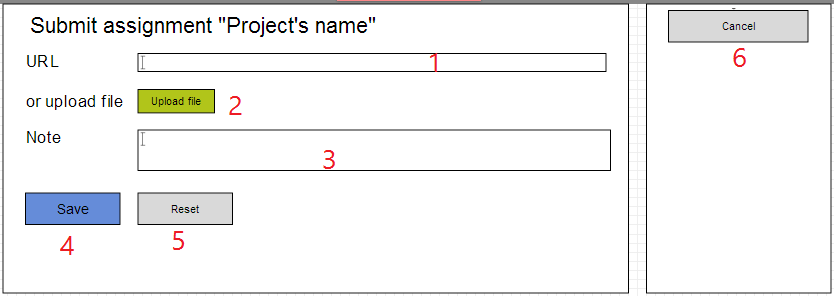 Submit assignment "Project's name"
Cancel
6
URL
1
or upload file
Upload file
2
Note
3
Save
Reset
4
5